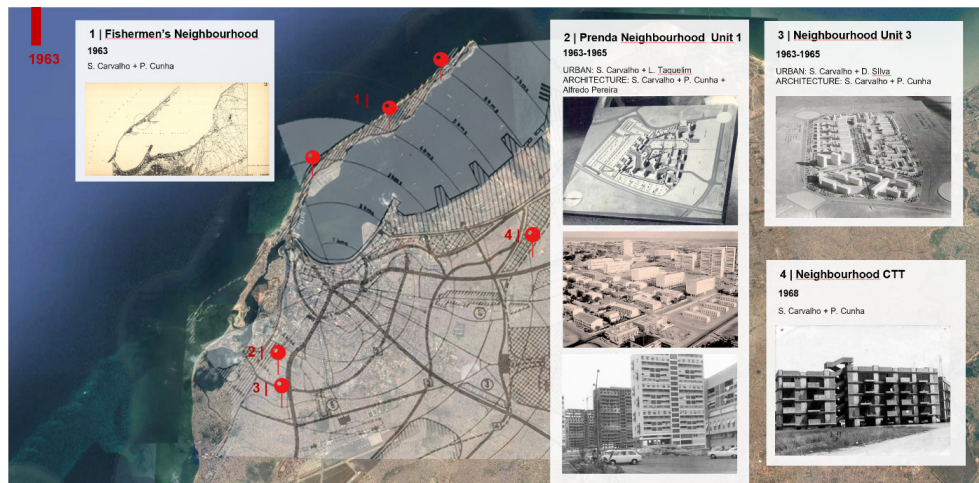 1963
1 | Fishermen's Neighbourhood
1963
S. Carvalho + P. Cunha
1 |
2 |
3 |
4 |
2 | Prenda Neighbourhood Unit 1
1963-1965
URBAN: S. Carvalho + L. Taquelim
ARCHITECTURE: S. Carvalho + P. Cunha +
Alfredo Pereira
3 | Neighbourhood Unit 3
1963-1965
URBAN: S. Carvalho + D. SIlva
ARCHITECTURE: S. Carvalho + P. Cunha
4 | Neighbourhood CTT
1968
S. Carvalho + P. Cunha